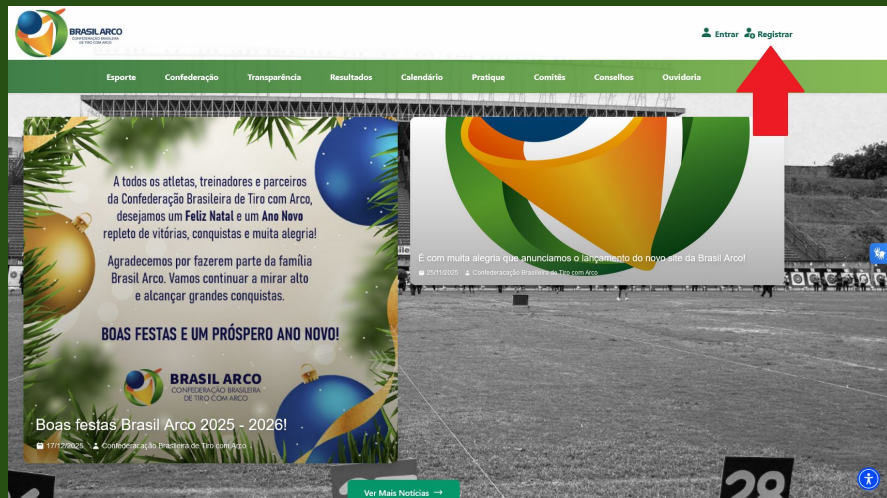 BRASIL ARCO
CONFEDERAÇÃO BRASILEIRA
DE TIRO COM ARCO
Entrar Registrar
Esporte Confederação Transparência Resultados Calendário Pratique Comitês Conselhos Ouvidoria
A todos os atletas, treinadores e parceiros
da Confederação Brasileira de Tiro com Arco,
desejamos um Feliz Natal e um Ano Novo
repleto de vitórias, conquistas e muita alegria!
Agradecemos por fazerem parte da família
Brasil Arco. Vamos continuar a mirar alto
e alcançar grandes conquistas.
BOAS FESTAS E UM PRÓSPERO ANO NOVO!
BRASIL ARCO
CONFEDERAÇÃO BRASILEIRA
DE TIRO COM ARCO
Boas festas Brasil Arco 2025 - 2026!
17/12/2025 Confederacação Brasileira de Tiro com Arco
É com muita alegria que anunciamos o lançamento do novo site da Brasil Arco!
25/11/2025 Confederacação Brasileira de Tiro com Arco
Ver Mais Notícias →
28